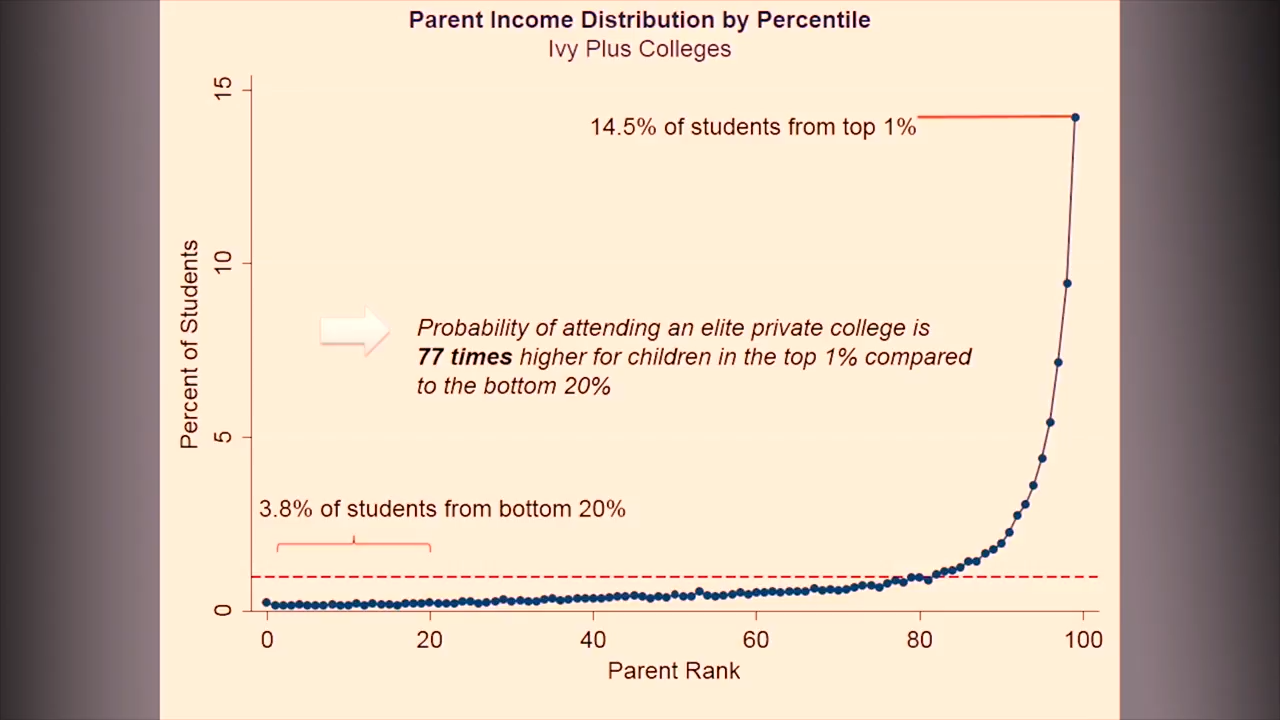 Parent Income Distribution by Percentile
Ivy Plus Colleges
15
14.5% of students from top 1%
10
Percent of Students
Probability of attending an elite private college is
77 times higher for children in the top 1% compared
to the bottom 20%
5
3.8% of students from bottom 20%
0
0 20 40 60 80 100
Parent Rank